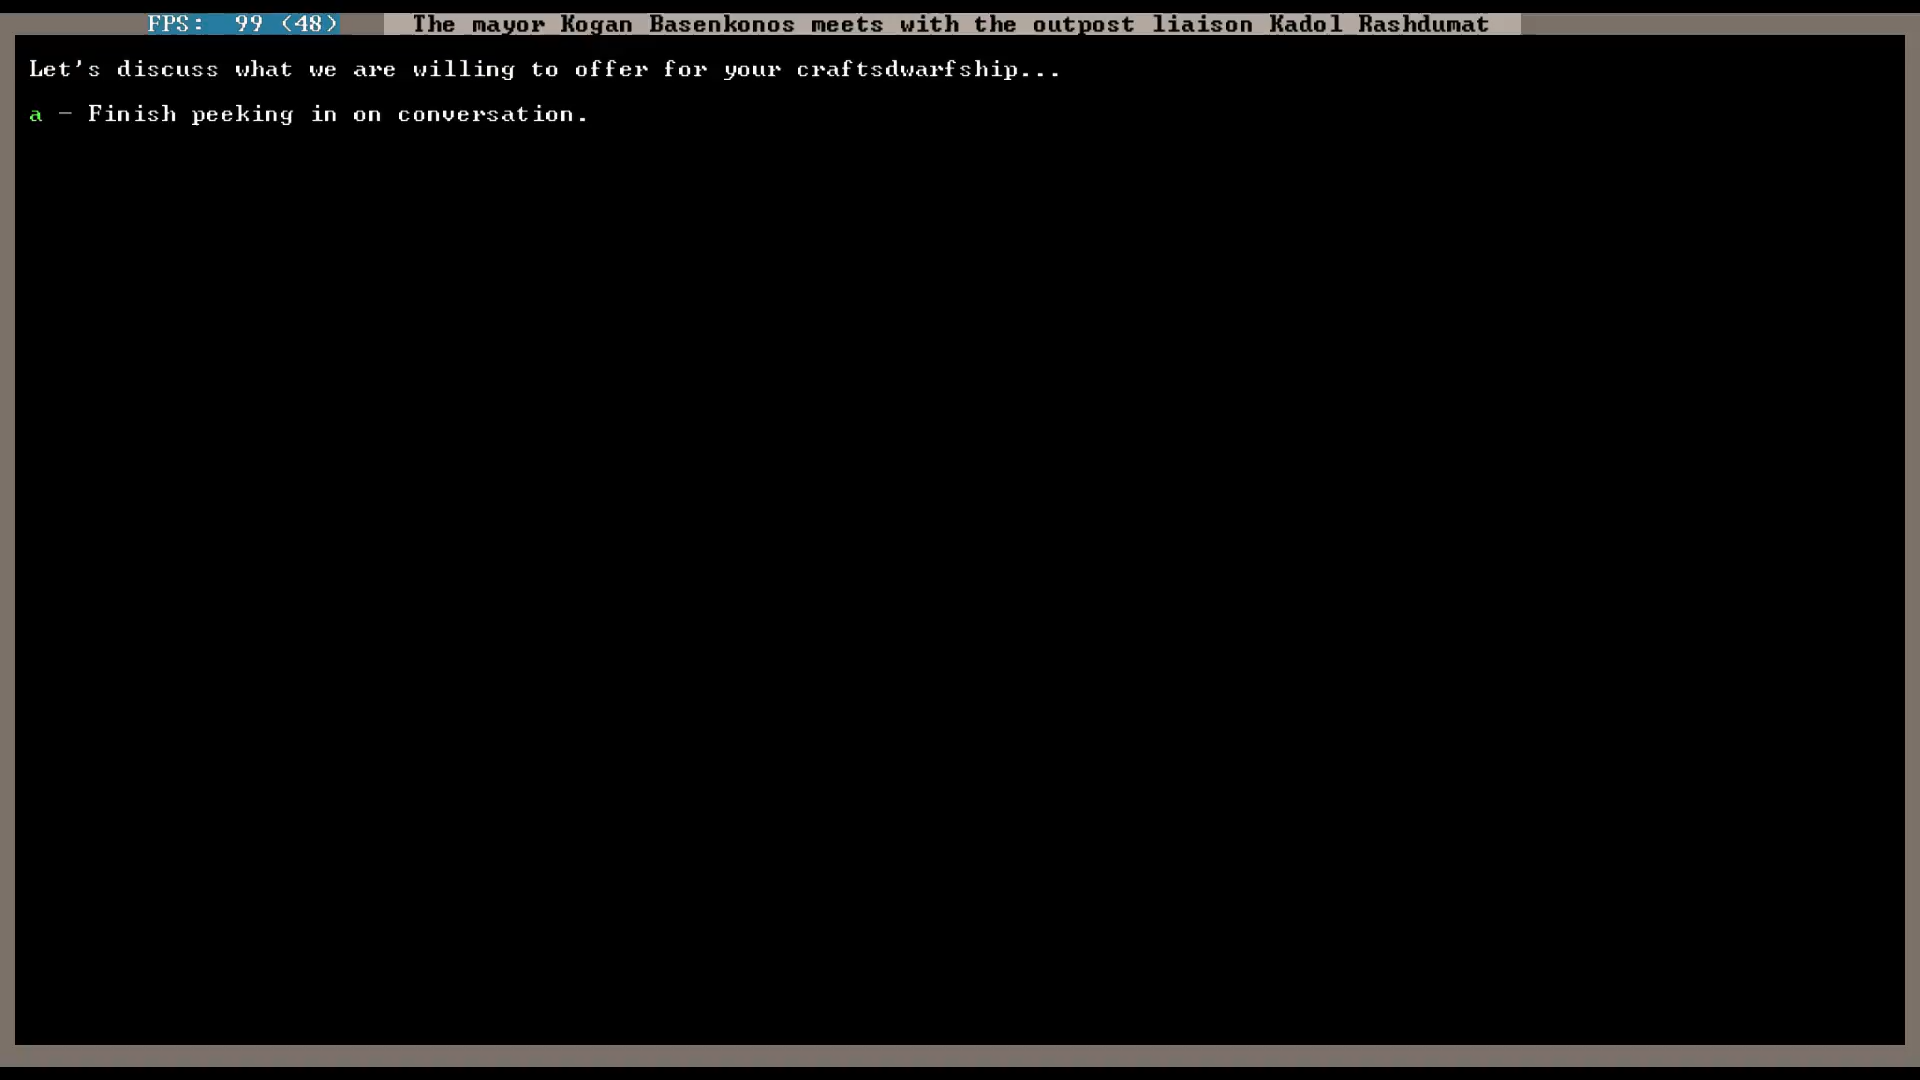 FPS: 99 (48) The mayor Kogan Basenkonos meets with the outpost liaison Kadol Rashdumat
Let's discuss what we are willing to offer for your craftsdwarfship...
a - Finish peeking in on conversation.